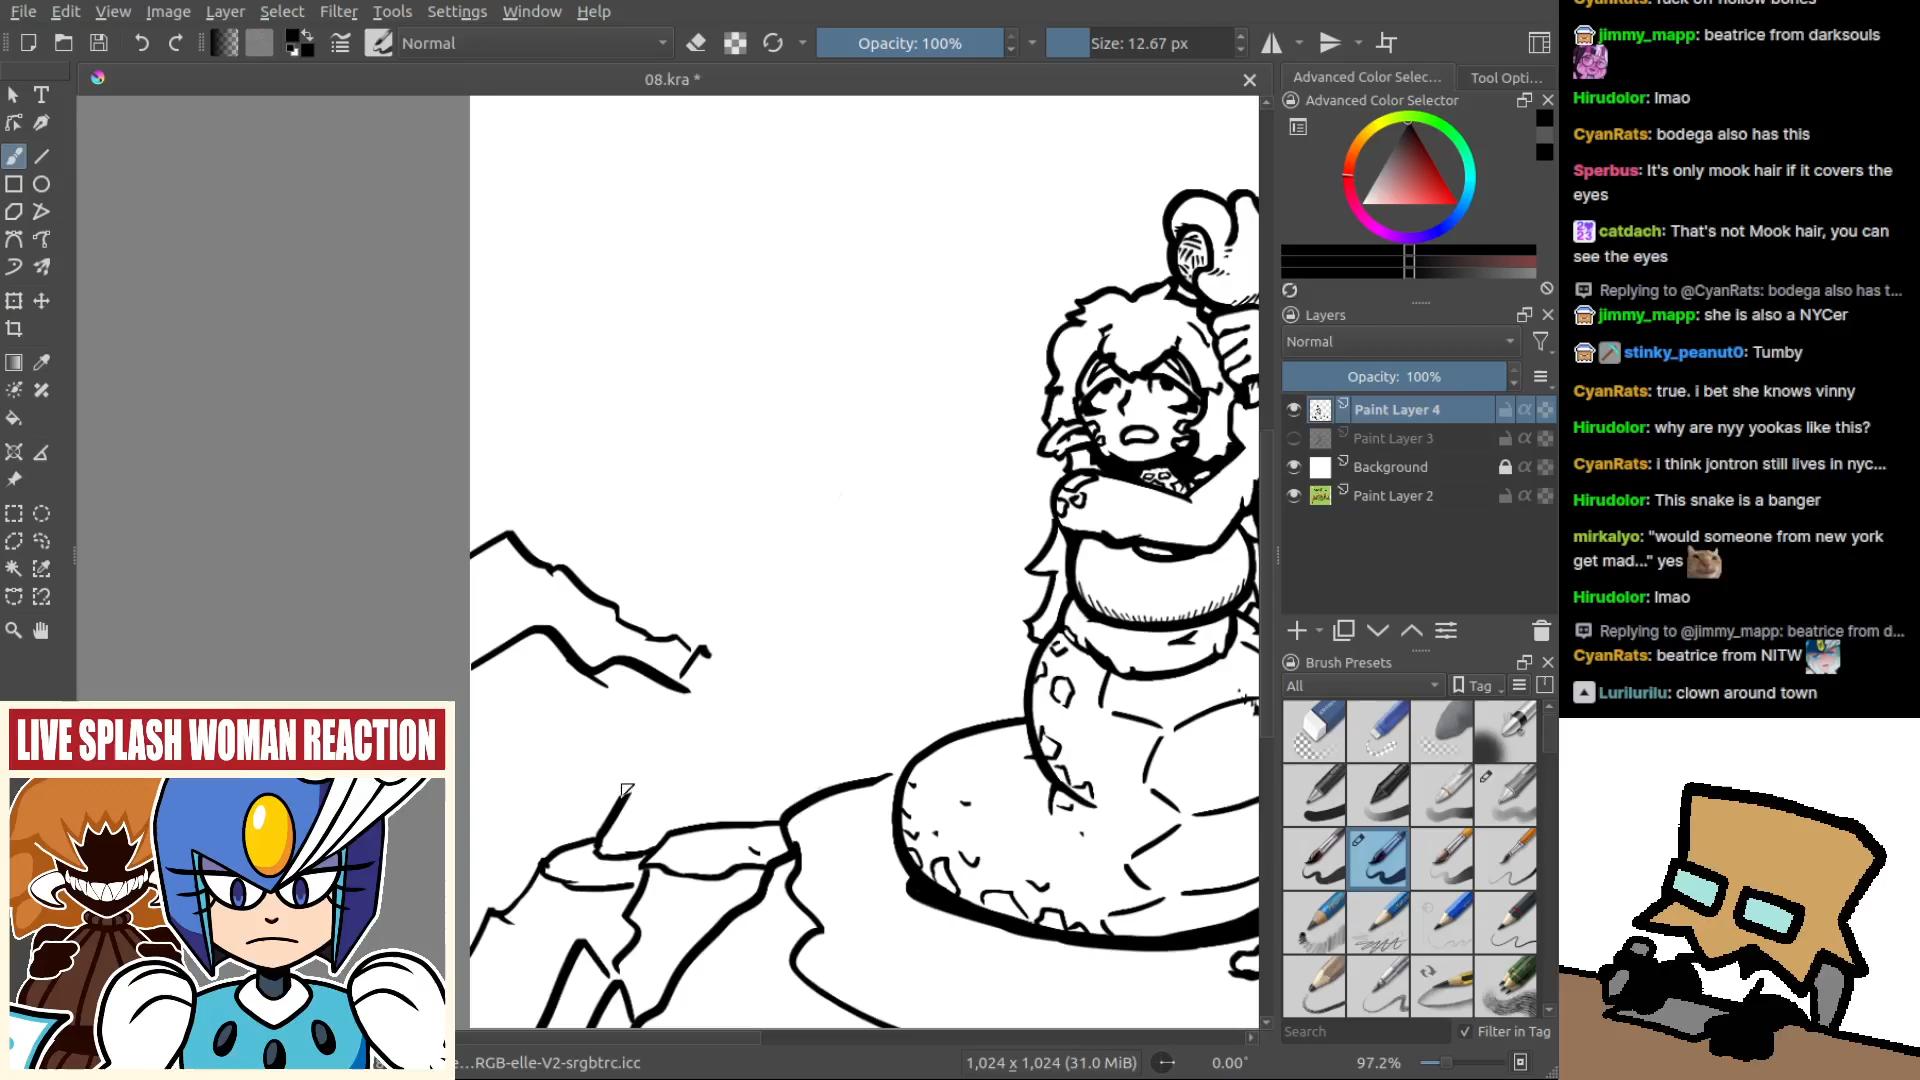 File Edit View Image Layer Select Filter Tools Settings Window Help
Normal
Opacity: 100%
Size: 12.67 px
08.kra *
Advanced Color Selec...
Tool Opti...
Advanced Color Selector
Layers
Normal
Opacity: 100%
Paint Layer 4
Paint Layer 3
Background
Paint Layer 2
Brush Presets
All
Tag
Search
Filter in Tag
...RGB-elle-V2-srgbtrc.icc
1,024 x 1,024 (31.0 MiB)
0.00°
97.2%
LIVE SPLASH WOMAN REACTION
jimmy_mapp: beatrice from darksouls
Hirudolor: lmao
CyanRats: bodega also has this
Sperbus: It's only mook hair if it covers the
eyes
catdach: That's not Mook hair, you can
see the eyes
Replying to @CyanRats: bodega also has t...
jimmy_mapp: she is also a NYCer
stinky_peanut0: Tumby
CyanRats: true. i bet she knows vinny
Hirudolor: why are nyy yookas like this?
CyanRats: i think jontron still lives in nyc...
Hirudolor: This snake is a banger
mirkalyo: "would someone from new york
get mad..." yes
Hirudolor: lmao
Replying to @jimmy_mapp: beatrice from d...
CyanRats: beatrice from NITW
Lurilurilu: clown around town